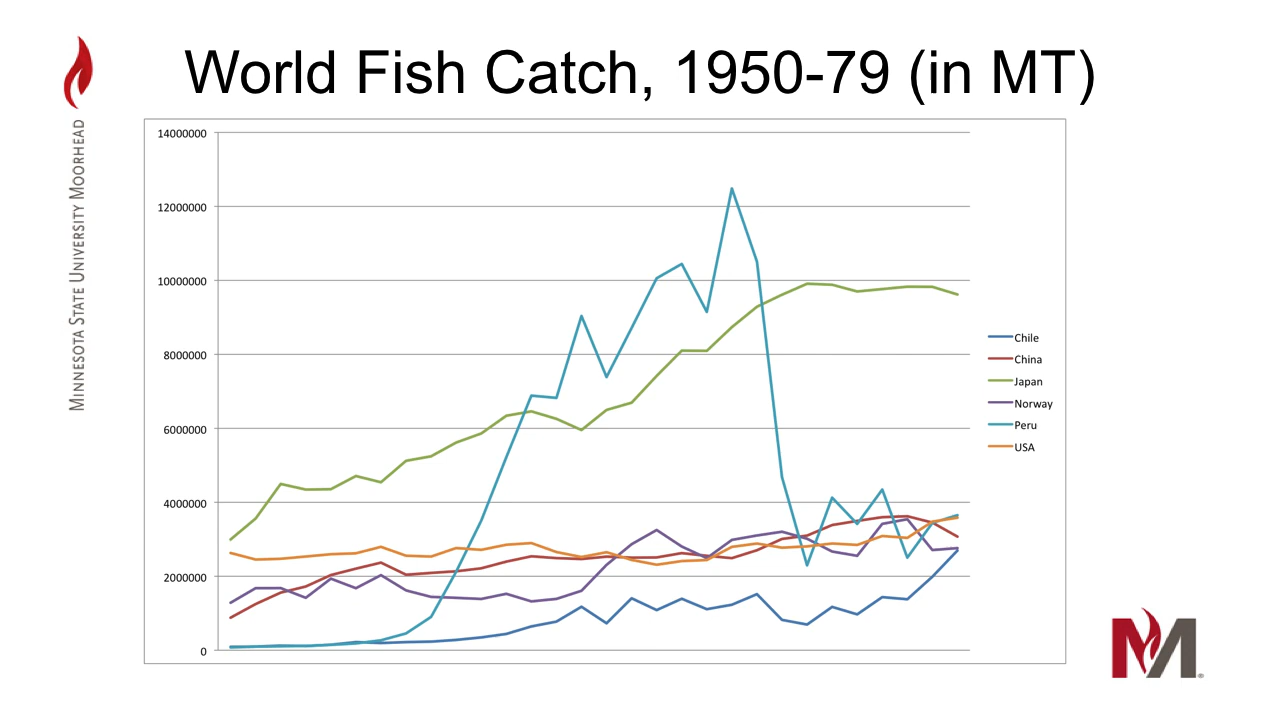 World Fish Catch, 1950-79 (in MT)
MINNESOTA STATE UNIVERSITY MOORHEAD
14000000
12000000
10000000
8000000
6000000
4000000
2000000
0
Chile
China
Japan
Norway
Peru
USA
M
®